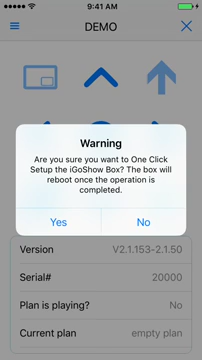 9:41 AM
DEMO
Warning
Are you sure you want to One Click
Setup the iGoShow Box? The box will
reboot once the operation is
completed.
Yes
No
Version V2.1.153-2.1.50
Serial# 20000
Plan is playing? No
Current plan empty plan